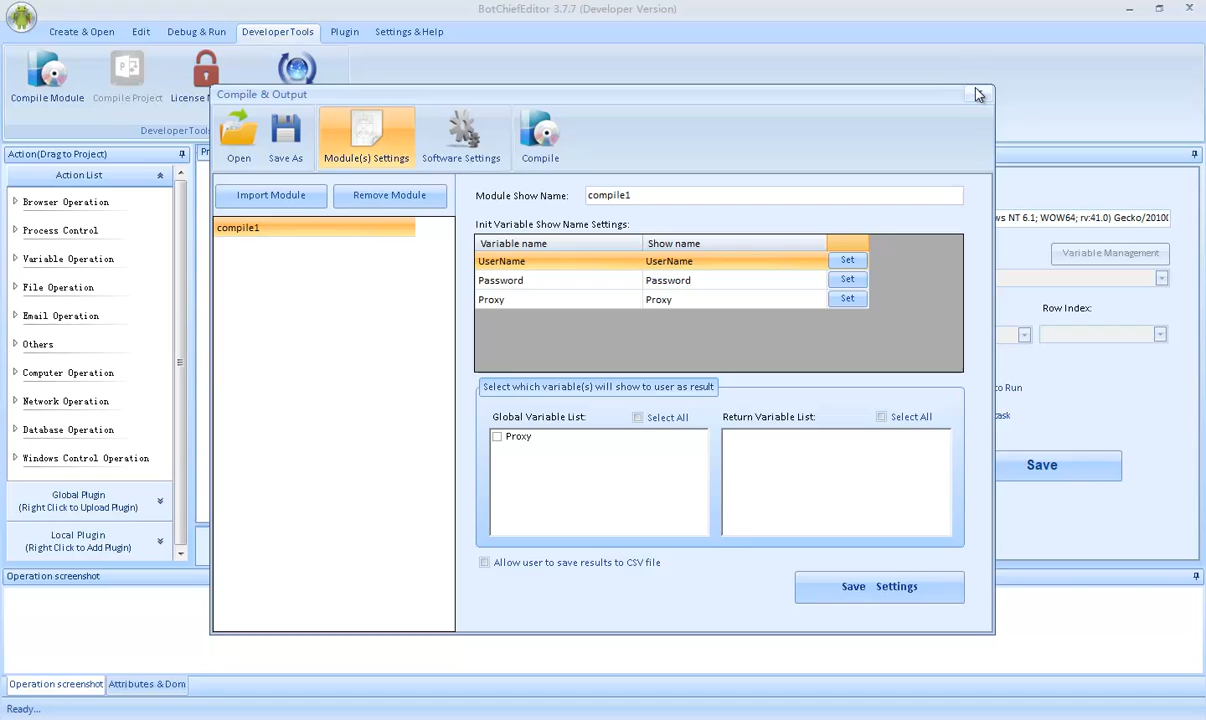 BotChiefEditor 3.7.7 (Developer Version)
Create & Open Edit Debug & Run DeveloperTools Plugin Settings & Help
Compile Module Compile Project License
DeveloperTools
Compile & Output
Open Save As Module(s) Settings Software Settings Compile
Action(Drag to Project)
Action List
Browser Operation
Process Control
Variable Operation
File Operation
Email Operation
Others
Computer Operation
Network Operation
Database Operation
Windows Control Operation
Global Plugin
(Right Click to Upload Plugin)
Local Plugin
(Right Click to Add Plugin)
Import Module Remove Module
compile1
Module Show Name: compile1
Init Variable Show Name Settings:
Variable name Show name
UserName UserName Set
Password Password Set
Proxy Proxy Set
Select which variable(s) will show to user as result
Global Variable List: Select All Return Variable List: Select All
Proxy
Allow user to save results to CSV file
Save Settings
ws NT 6.1; WOW64; rv:41.0) Gecko/20100
Variable Management
Row Index:
to Run
task
Save
Operation screenshot
Operation screenshot Attributes & Dom
Ready...